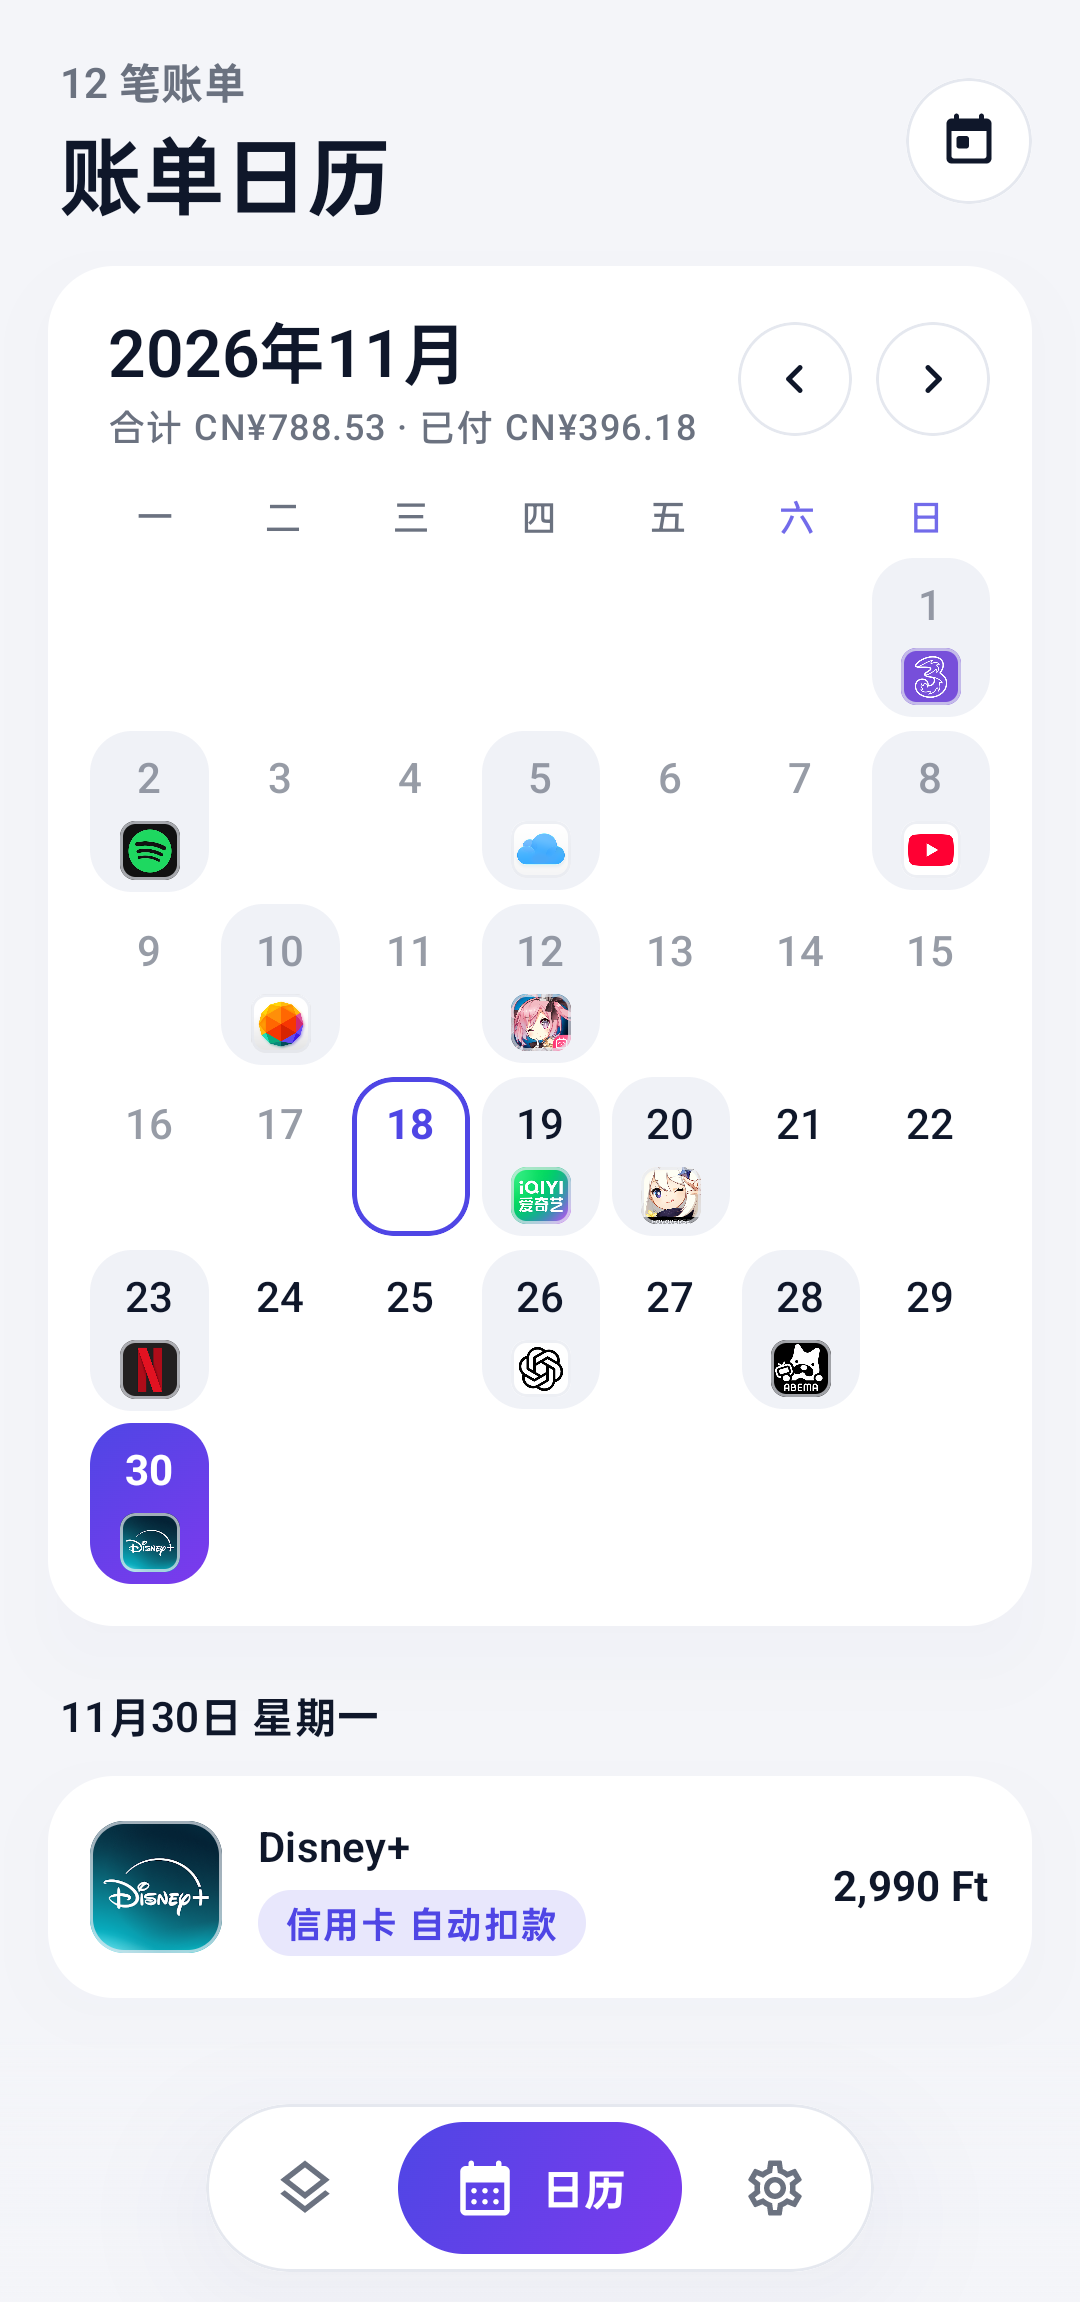 12 笔账单
账单日历
2026年11月
合计 CN¥788.53 · 已付 CN¥396.18
一 二 三 四 五 六 日
1
3
2 3 4 5 6 7 8
9 10 11 12 13 14 15
16 17 18 19 20 21 22
iQIYI
爱奇艺
23 24 25 26 27 28 29
N
ABEMA
30
Disney+
11月30日 星期一
Disney+
Disney+
信用卡 自动扣款
2,990 Ft
日历